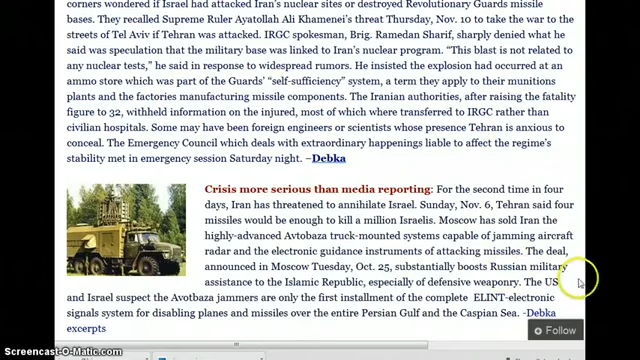 corners wondered if Israel had attacked Iran's nuclear sites or destroyed Revolutionary Guards missile
bases. They recalled Supreme Ruler Ayatollah Ali Khamenei's threat Thursday, Nov. 10 to take the war to the
streets of Tel Aviv if Tehran was attacked. IRGC spokesman, Brig. Ramedan Sharif, sharply denied what he
said was speculation that the military base was linked to Iran's nuclear program. “This blast is not related to
any nuclear tests,” he said in response to widespread rumors. He insisted the explosion had occurred at an
ammo store which was part of the Guards' “self-sufficiency” system, a term they apply to their munitions
plants and the factories manufacturing missile components. The Iranian authorities, after raising the fatality
figure to 32, withheld information on the injured, most of which where transferred to IRGC rather than
civilian hospitals. Some may have been foreign engineers or scientists whose presence Tehran is anxious to
conceal. The Emergency Council which deals with extraordinary happenings liable to affect the regime's
stability met in emergency session Saturday night. –Debka
Crisis more serious than media reporting: For the second time in four
days, Iran has threatened to annihilate Israel. Sunday, Nov. 6, Tehran said four
missiles would be enough to kill a million Israelis. Moscow has sold Iran the
highly-advanced Avtobaza truck-mounted systems capable of jamming aircraft
radar and the electronic guidance instruments of attacking missiles. The deal,
announced in Moscow Tuesday, Oct. 25, substantially boosts Russian military
assistance to the Islamic Republic, especially of defensive weaponry. The US
and Israel suspect the Avotbaza jammers are only the first installment of the complete ELINT-electronic
signals system for disabling planes and missiles over the entire Persian Gulf and the Caspian Sea. -Debka
excerpts
Follow
Screencast-O-Matic.com